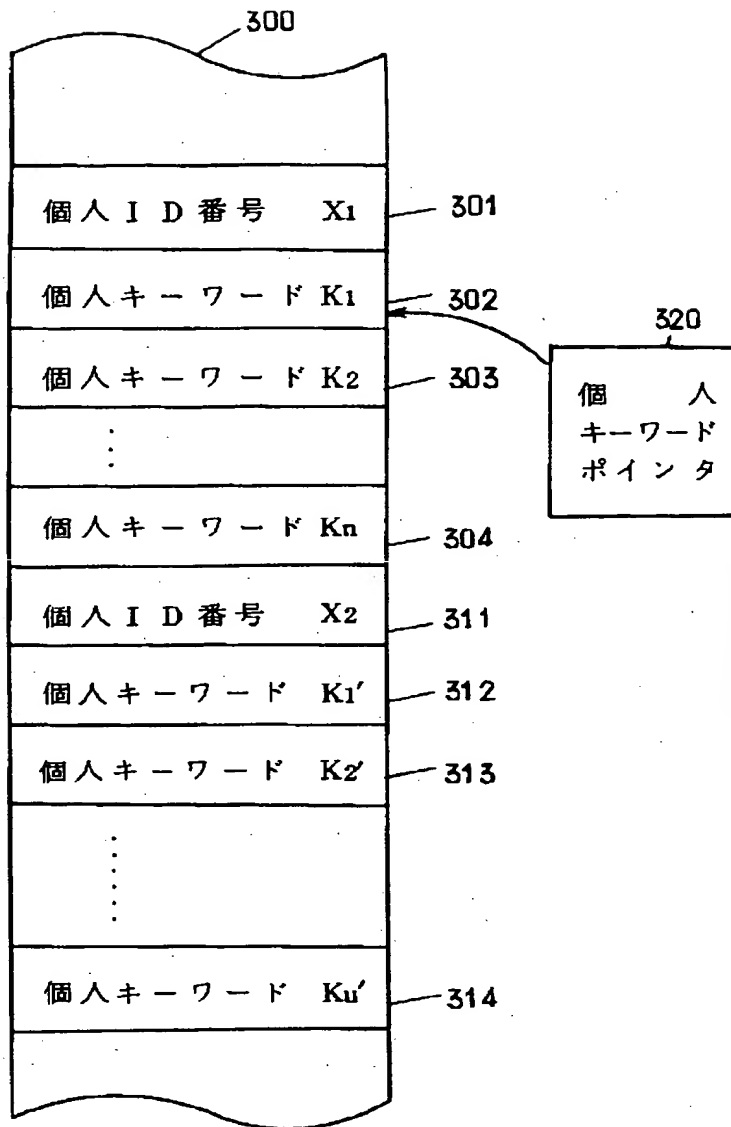 300
個人ID番号 X1
301
個人キーワード K1
302
個人キーワード K2
303
個人キーワード Kn
304
個人ID番号 X2
311
個人キーワード K1'
312
個人キーワード K2'
313
個人キーワード Ku'
314
320
個人
キーワード
ポインタ